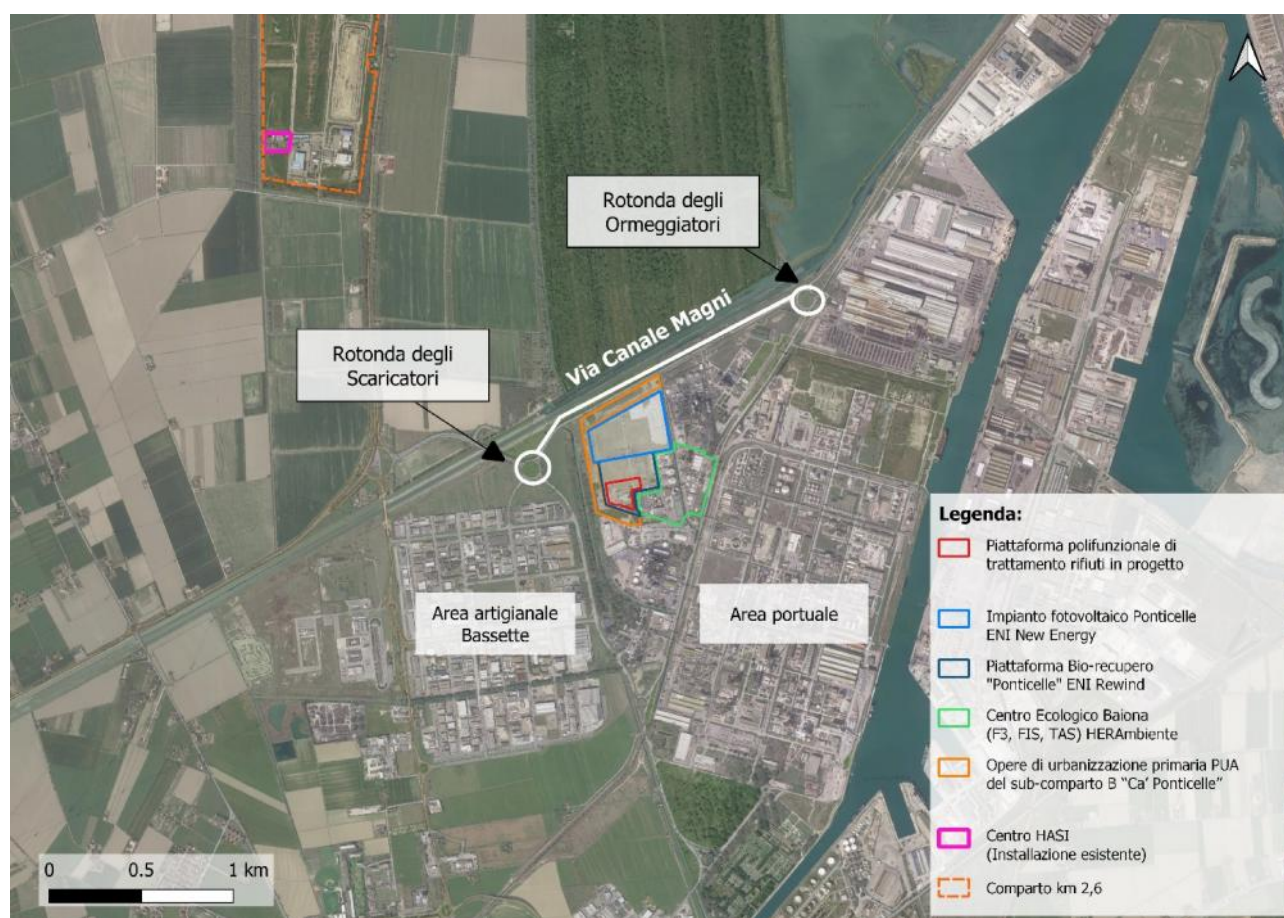 Rotonda degli
Ormeggiatori
Via Canale Magni
Rotonda degli
Scaricatori
Area artigianale
Bassette
Area portuale
Legenda:
Piattaforma polifunzionale di
trattamento rifiuti in progetto
Impianto fotovoltaico Ponticelle
ENI New Energy
Piattaforma Bio-recupero
"Ponticelle" ENI Rewind
Centro Ecologico Baiona
(F3, FIS, TAS) HERAmbiente
Opere di urbanizzazione primaria PUA
del sub-comparto B “Ca’ Ponticelle”
Centro HASI
(Installazione esistente)
Comparto km 2,6
0 0.5 1 km